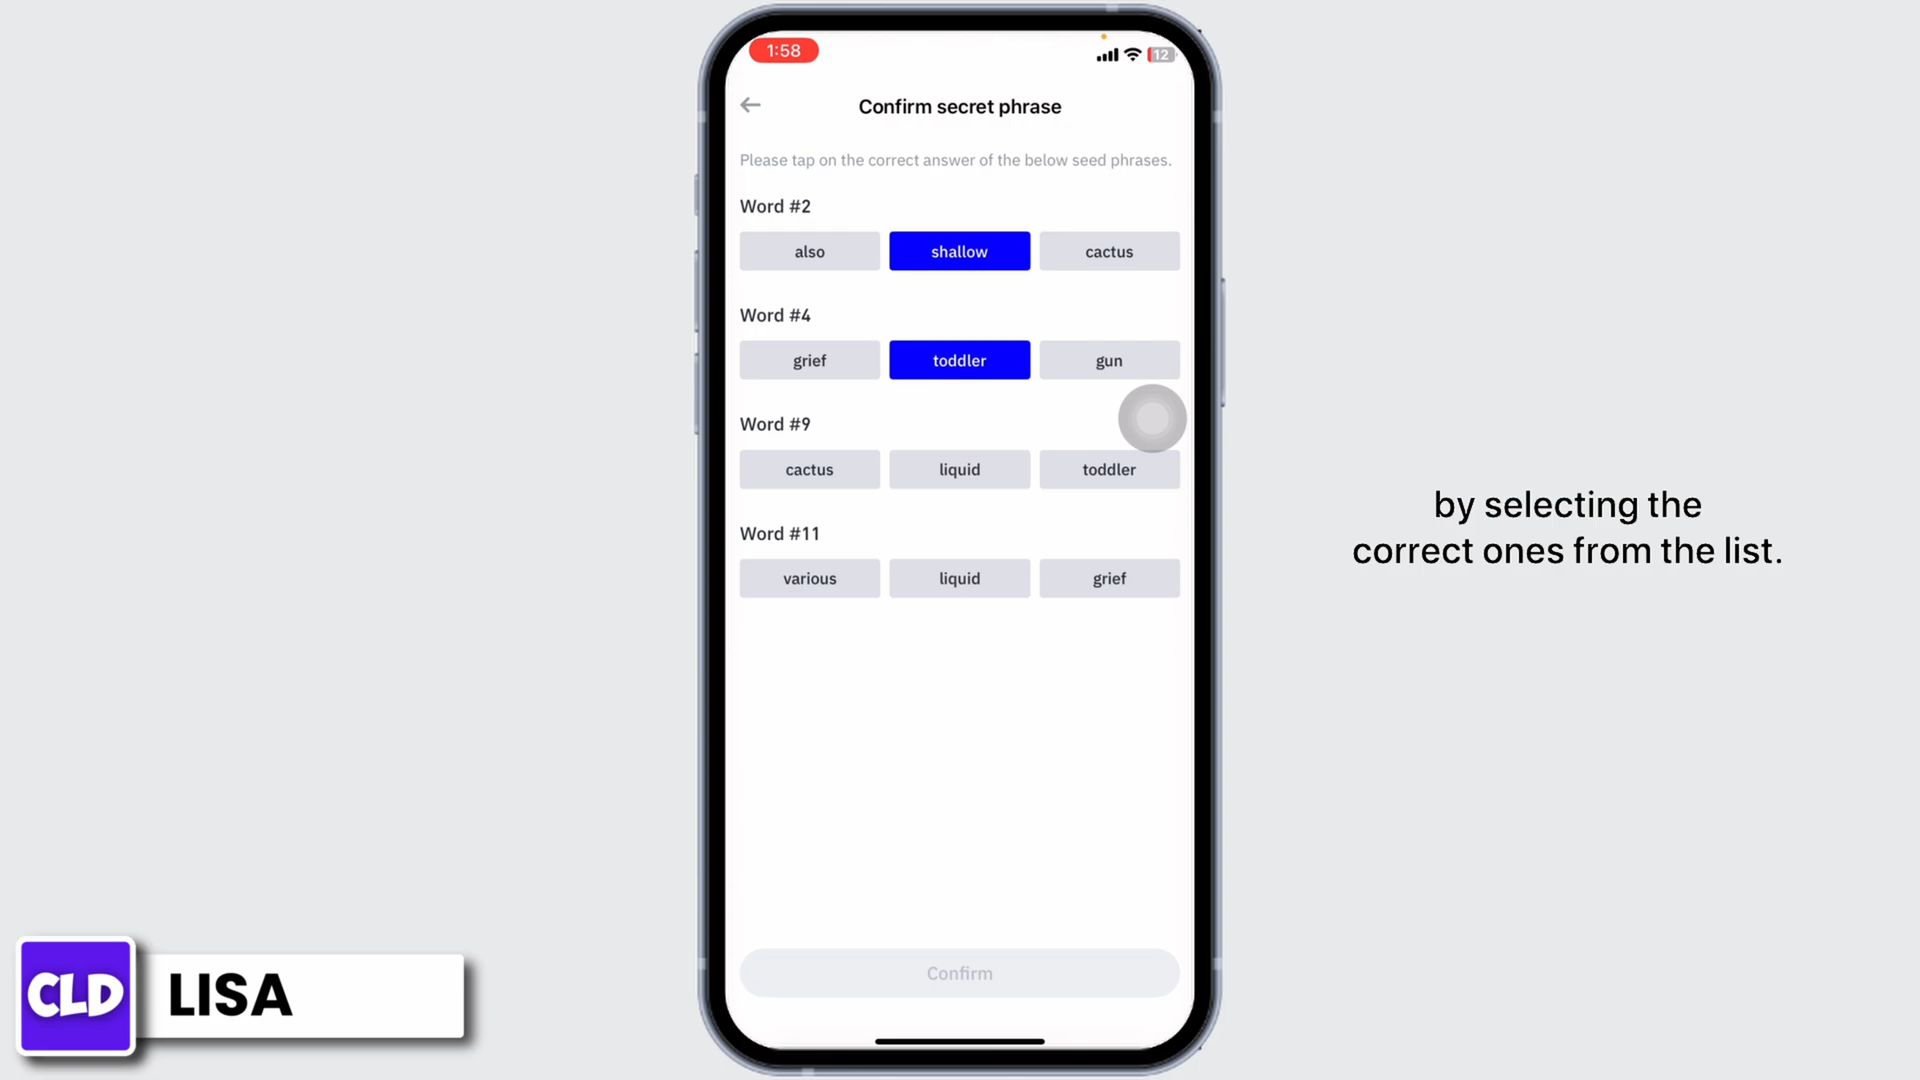 1:58
12
Confirm secret phrase
Please tap on the correct answer of the below seed phrases.
Word #2
also shallow cactus
Word #4
grief toddler gun
Word #9
cactus liquid toddler
Word #11
various liquid grief
Confirm
by selecting the
correct ones from the list.
CLD LISA